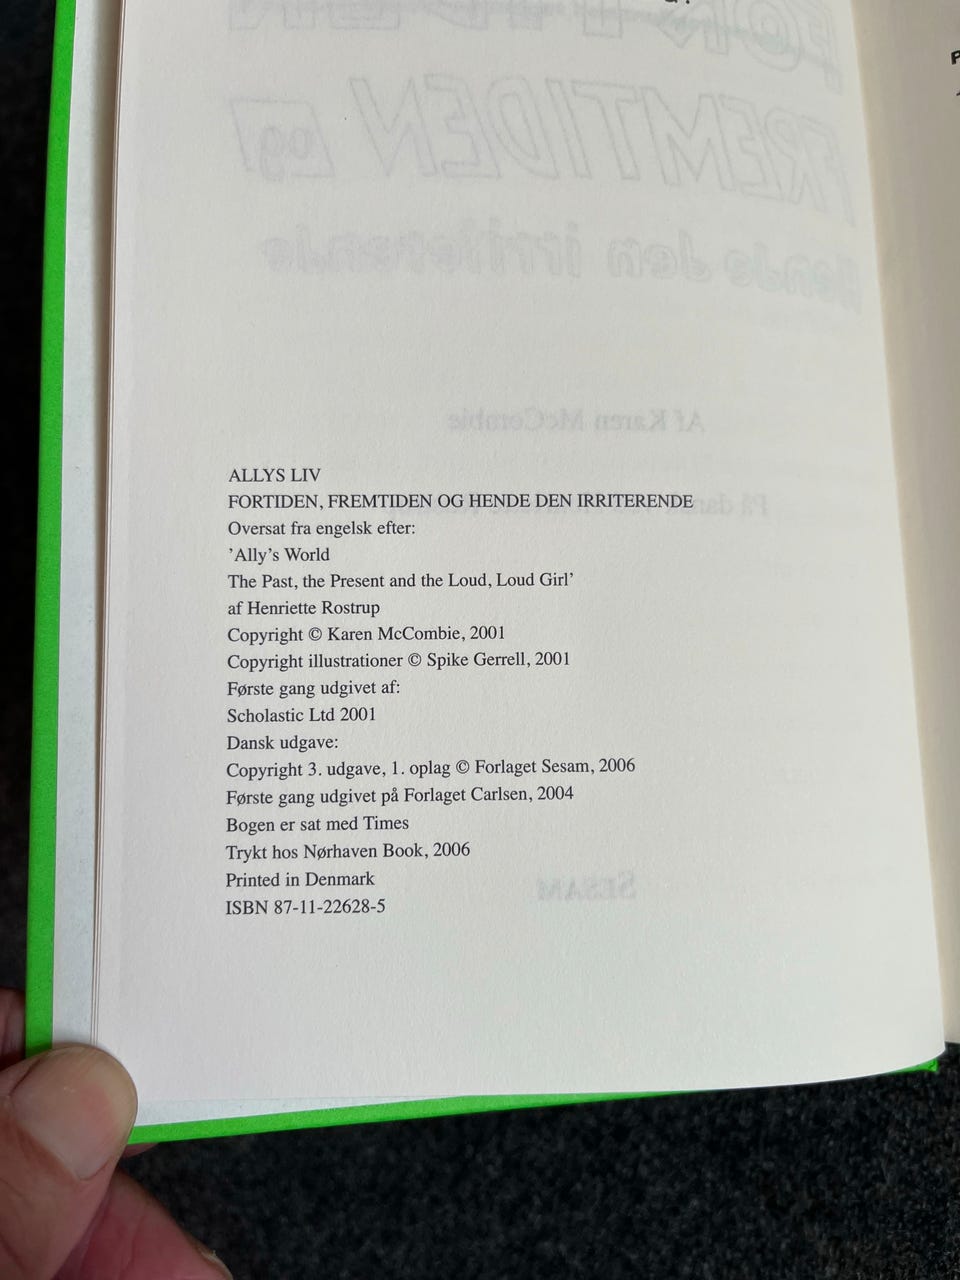 ALLYS LIV
FORTIDEN, FREMTIDEN OG HENDE DEN IRRITERENDE
Oversat fra engelsk efter:
’Ally’s World
The Past, the Present and the Loud, Loud Girl’
af Henriette Rostrup
Copyright © Karen McCombie, 2001
Copyright illustrationer © Spike Gerrell, 2001
Første gang udgivet af:
Scholastic Ltd 2001
Dansk udgave:
Copyright 3. udgave, 1. oplag © Forlaget Sesam, 2006
Første gang udgivet på Forlaget Carlsen, 2004
Bogen er sat med Times
Trykt hos Nørhaven Book, 2006
Printed in Denmark
ISBN 87-11-22628-5